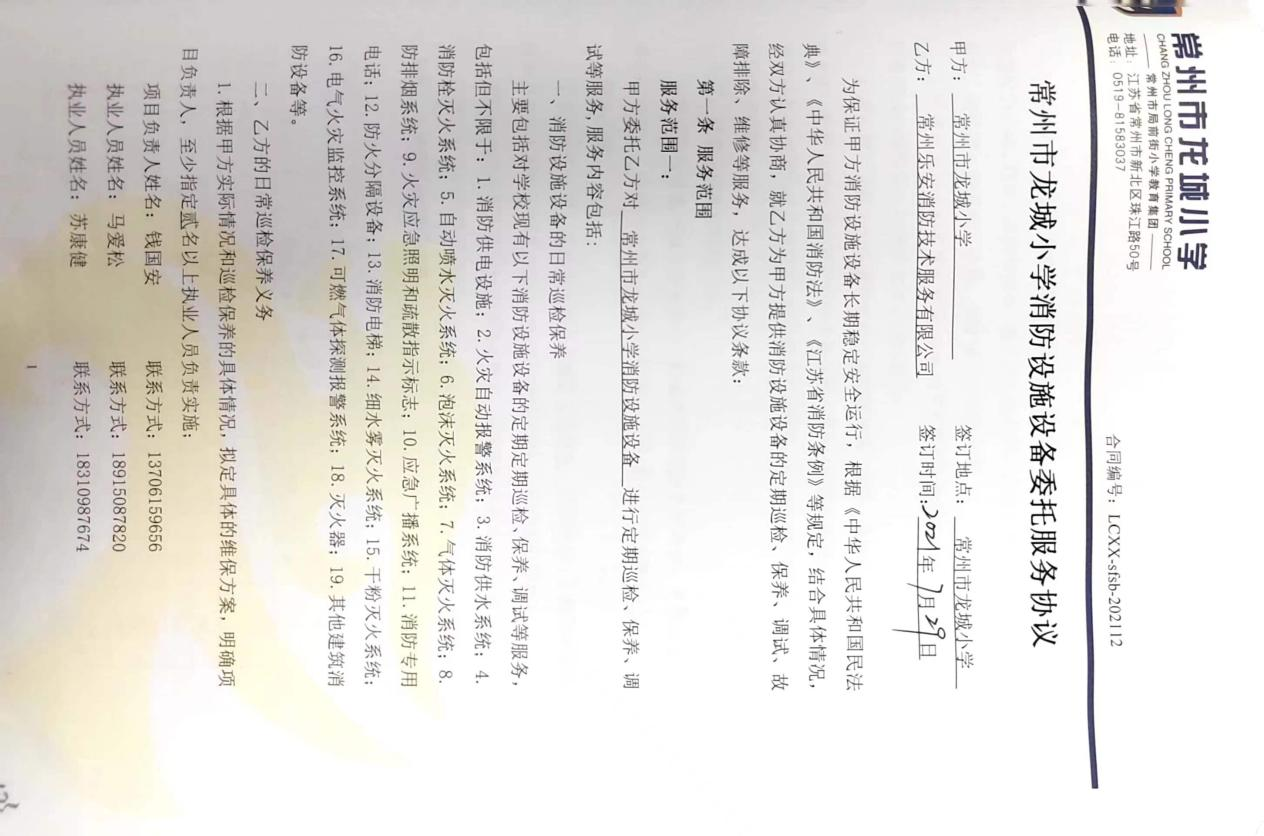 常州市龙城小学
CHANG ZHOU LONG CHENG PRIMARY SCHOOL
—— 常州市局前街小学教育集团 ——
地址：江苏省常州市新北区珠江路50号
电话：0519-81583037
合同编号：LCXX-sfsb-202112
常州市龙城小学消防设施设备委托服务协议
甲方：常州市龙城小学 签订地点：常州市龙城小学
乙方：常州乐安消防技术服务有限公司 签订时间:2021年7月29日
为保证甲方消防设施设备长期稳定安全运行，根据《中华人民共和国民法
典》、《中华人民共和国消防法》、《江苏省消防条例》等规定，结合具体情况，
经双方认真协商，就乙方为甲方提供消防设施设备的定期巡检、保养、调试、故
障排除、维修等服务，达成以下协议条款：
第一条 服务范围
服务范围一：
甲方委托乙方对 常州市龙城小学消防设施设备 进行定期巡检、保养、调
试等服务,服务内容包括：
一、消防设施设备的日常巡检保养
主要包括对学校现有以下消防设施设备的定期定期巡检、保养、调试等服务，
包括但不限于：1.消防供电设施；2.火灾自动报警系统；3.消防供水系统；4.
消防栓灭火系统；5.自动喷水灭火系统；6.泡沫灭火系统；7.气体灭火系统；8.
防排烟系统；9.火灾应急照明和疏散指示标志；10.应急广播系统；11.消防专用
电话；12.防火分隔设备；13.消防电梯；14.细水雾灭火系统；15.干粉灭火系统；
16.电气火灾监控系统；17.可燃气体探测报警系统；18.灭火器；19.其他建筑消
防设备等。
二、乙方的日常巡检保养义务
1.根据甲方实际情况和巡检保养的具体情况，拟定具体的维保方案，明确项
目负责人，至少指定贰名以上执业人员负责实施；
项目负责人姓名：钱国安 联系方式：13706159656
执业人员姓名：马爱松 联系方式：18915087820
执业人员姓名：苏康健 联系方式：18310987674
1